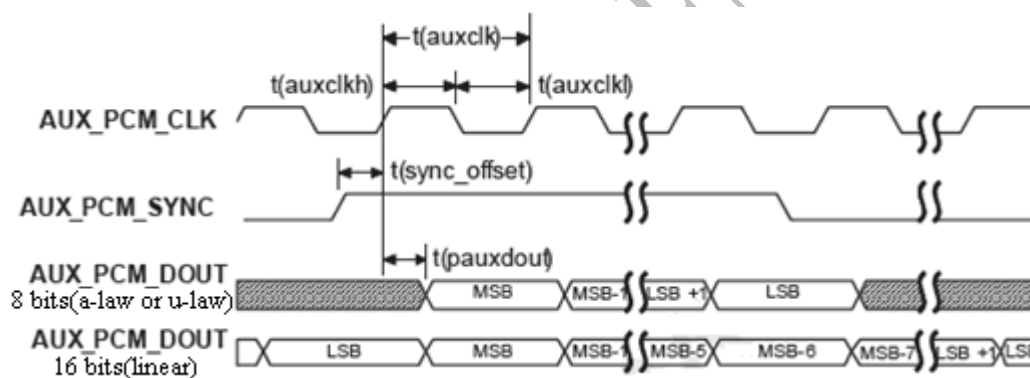 t(auxclk)
t(auxclkh) t(auxclkl)
AUX_PCM_CLK
t(sync_offset)
AUX_PCM_SYNC
t(pauxdout)
AUX_PCM_DOUT
8 bits(a-law or u-law)
MSB MSB-1 LSB +1 LSB
AUX_PCM_DOUT
16 bits(linear)
LSB MSB MSB-1 MSB-5 MSB-6 MSB-7 LSB +1 LSB